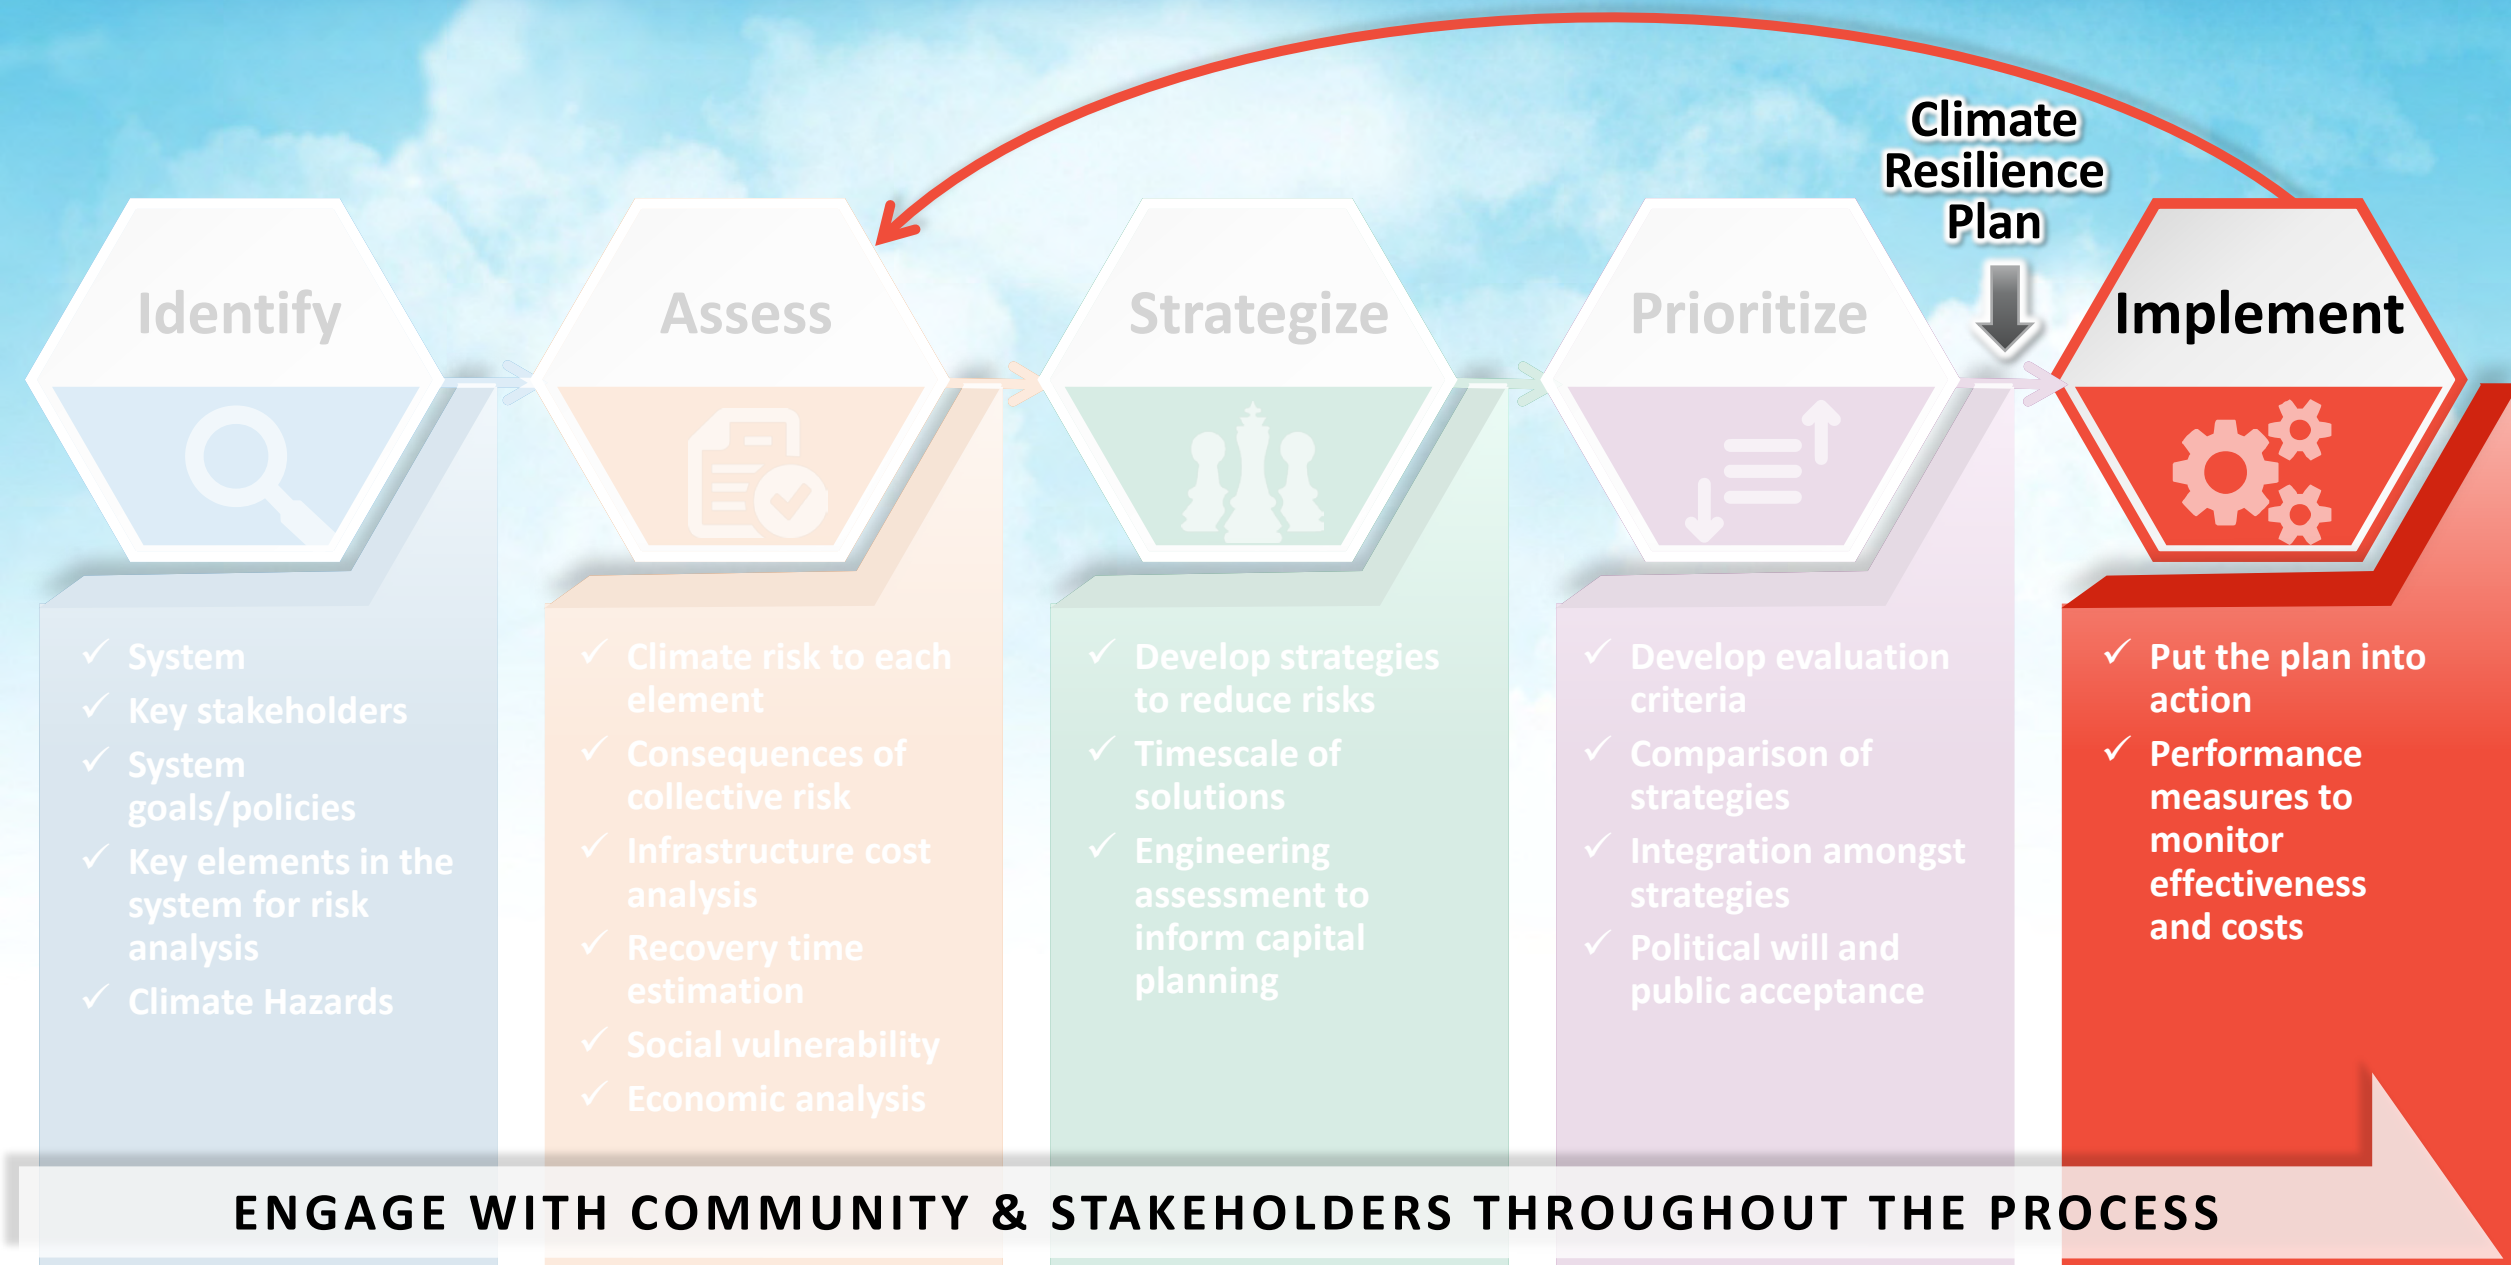 Climate
Resilience
Plan
Identify
Assess
Strategize
Prioritize
Implement
✓ System
✓ Key stakeholders
✓ System
goals/policies
✓ Key elements in the
system for risk
analysis
✓ Climate Hazards
✓ Climate risk to each
element
✓ Consequences of
collective risk
✓ Infrastructure cost
analysis
✓ Recovery time
estimation
✓ Social vulnerability
✓ Economic analysis
✓ Develop strategies
to reduce risks
✓ Timescale of
solutions
✓ Engineering
assessment to
inform capital
planning
✓ Develop evaluation
criteria
✓ Comparison of
strategies
✓ Integration amongst
strategies
✓ Political will and
public acceptance
✓ Put the plan into
action
✓ Performance
measures to
monitor
effectiveness
and costs
ENGAGE WITH COMMUNITY & STAKEHOLDERS THROUGHOUT THE PROCESS